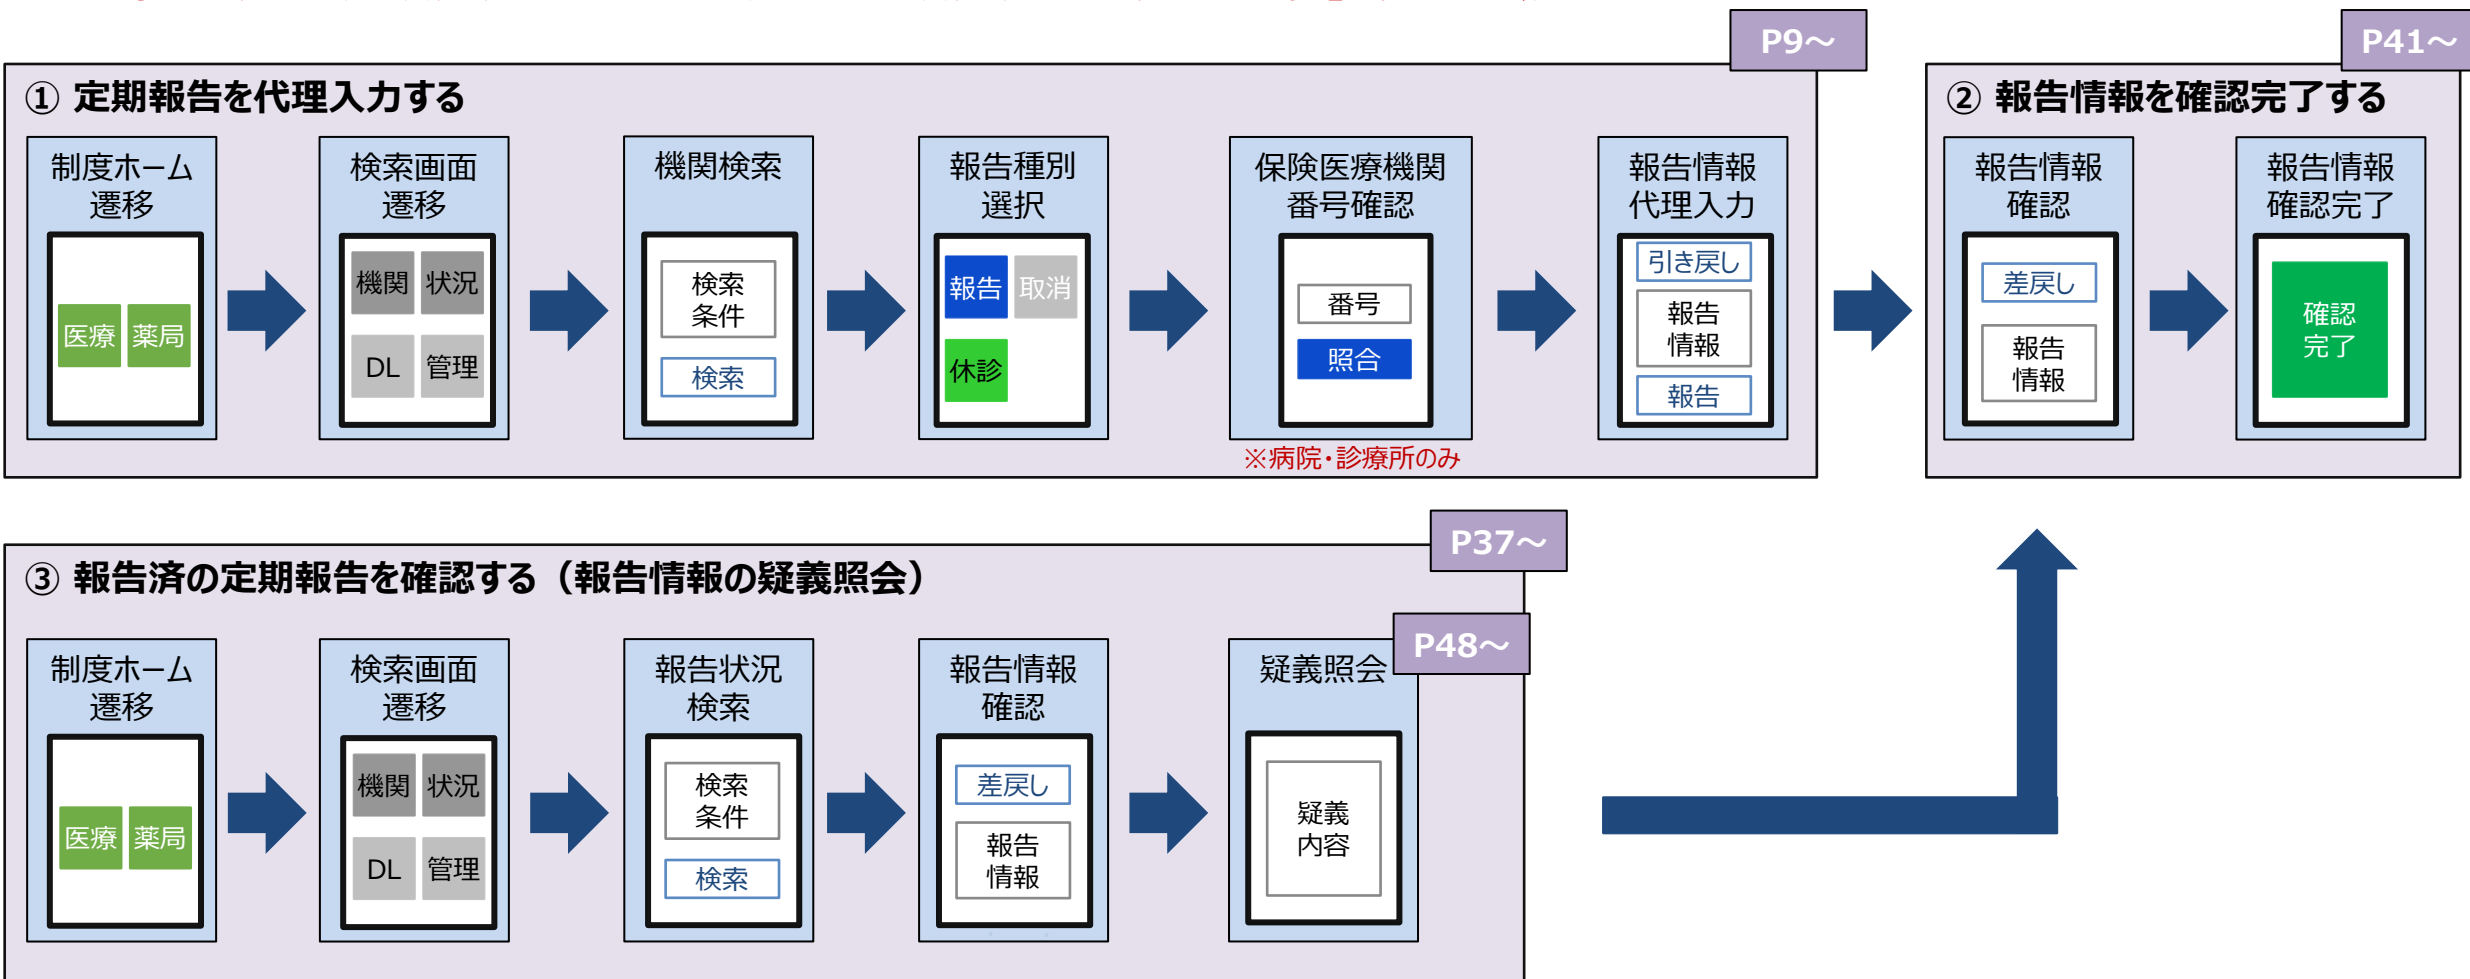 P9～
P41～
① 定期報告を代理入力する
制度ホーム
遷移
医療
薬局
検索画面
遷移
機関
状況
DL
管理
機関検索
検索
条件
検索
報告種別
選択
報告
取消
休診
保険医療機関
番号確認
番号
照合
※病院・診療所のみ
報告情報
代理入力
引き戻し
報告
情報
報告
② 報告情報を確認完了する
報告情報
確認
差戻し
報告
情報
報告情報
確認完了
確認
完了
P37～
③ 報告済の定期報告を確認する（報告情報の疑義照会）
P48～
制度ホーム
遷移
医療
薬局
検索画面
遷移
機関
状況
DL
管理
報告状況
検索
検索
条件
検索
報告情報
確認
差戻し
報告
情報
疑義照会
疑義
内容